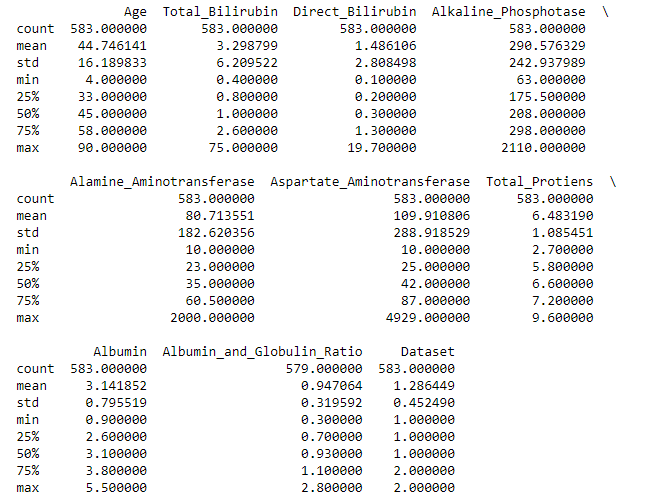 Age Total_Bilirubin Direct_Bilirubin Alkaline_Phosphotase \
count 583.000000 583.000000 583.000000 583.000000
mean 44.746141 3.298799 1.486106 290.576329
std 16.189833 6.209522 2.808498 242.937989
min 4.000000 0.400000 0.100000 63.000000
25% 33.000000 0.800000 0.200000 175.500000
50% 45.000000 1.000000 0.300000 208.000000
75% 58.000000 2.600000 1.300000 298.000000
max 90.000000 75.000000 19.700000 2110.000000
Alamine_Aminotransferase Aspartate_Aminotransferase Total_Protiens \
count 583.000000 583.000000 583.000000
mean 80.713551 109.910806 6.483190
std 182.620356 288.918529 1.085451
min 10.000000 10.000000 2.700000
25% 23.000000 25.000000 5.800000
50% 35.000000 42.000000 6.600000
75% 60.500000 87.000000 7.200000
max 2000.000000 4929.000000 9.600000
Albumin Albumin_and_Globulin_Ratio Dataset
count 583.000000 579.000000 583.000000
mean 3.141852 0.947064 1.286449
std 0.795519 0.319592 0.452490
min 0.900000 0.300000 1.000000
25% 2.600000 0.700000 1.000000
50% 3.100000 0.930000 1.000000
75% 3.800000 1.100000 2.000000
max 5.500000 2.800000 2.000000